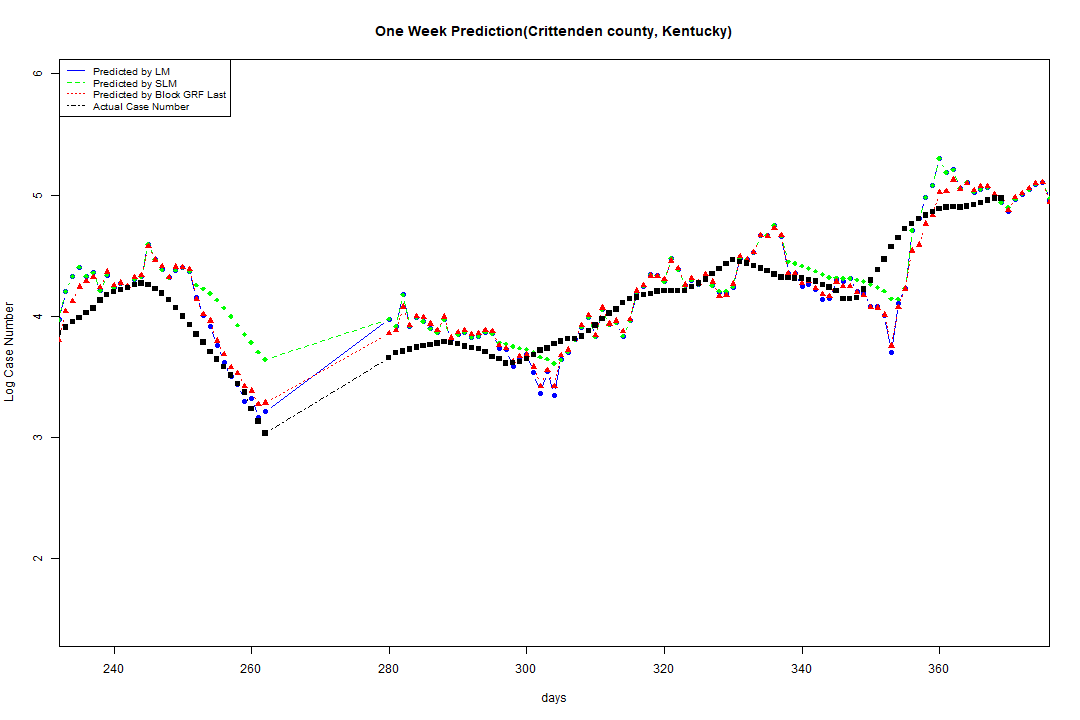 One Week Prediction(Crittenden county, Kentucky)
Predicted by LM
Predicted by SLM
Predicted by Block GRF Last
Actual Case Number
6
5
4
3
2
Log Case Number
240 260 280 300 320 340 360
days